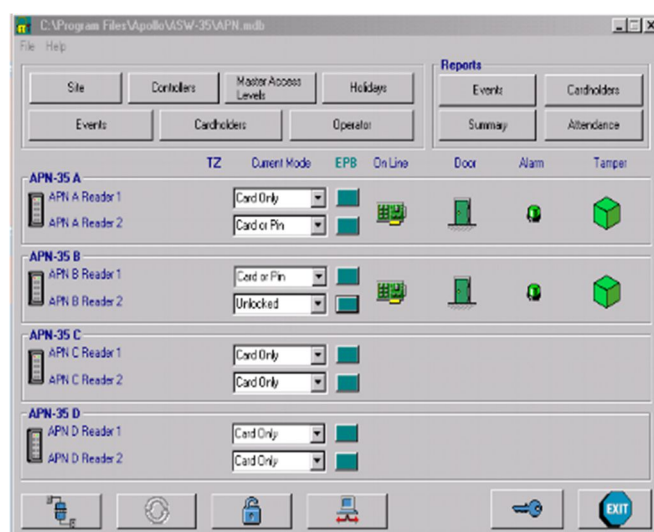 C:\Program Files\Apollo\ASW-35\APN.mdb
File Help
Reports
Site Controllers Master Access Levels Holidays Events Cardholders
Events Cardholders Operator Summary Attendance
TZ Current Mode EPB On Line Door Alarm Tamper
APN-35 A
APN A Reader 1 Card Only
APN A Reader 2 Card or Pin
APN-35 B
APN B Reader 1 Card or Pin
APN B Reader 2 Unlocked
APN-35 C
APN C Reader 1 Card Only
APN C Reader 2 Card Only
APN-35 D
APN D Reader 1 Card Only
APN D Reader 2 Card Only
EXIT